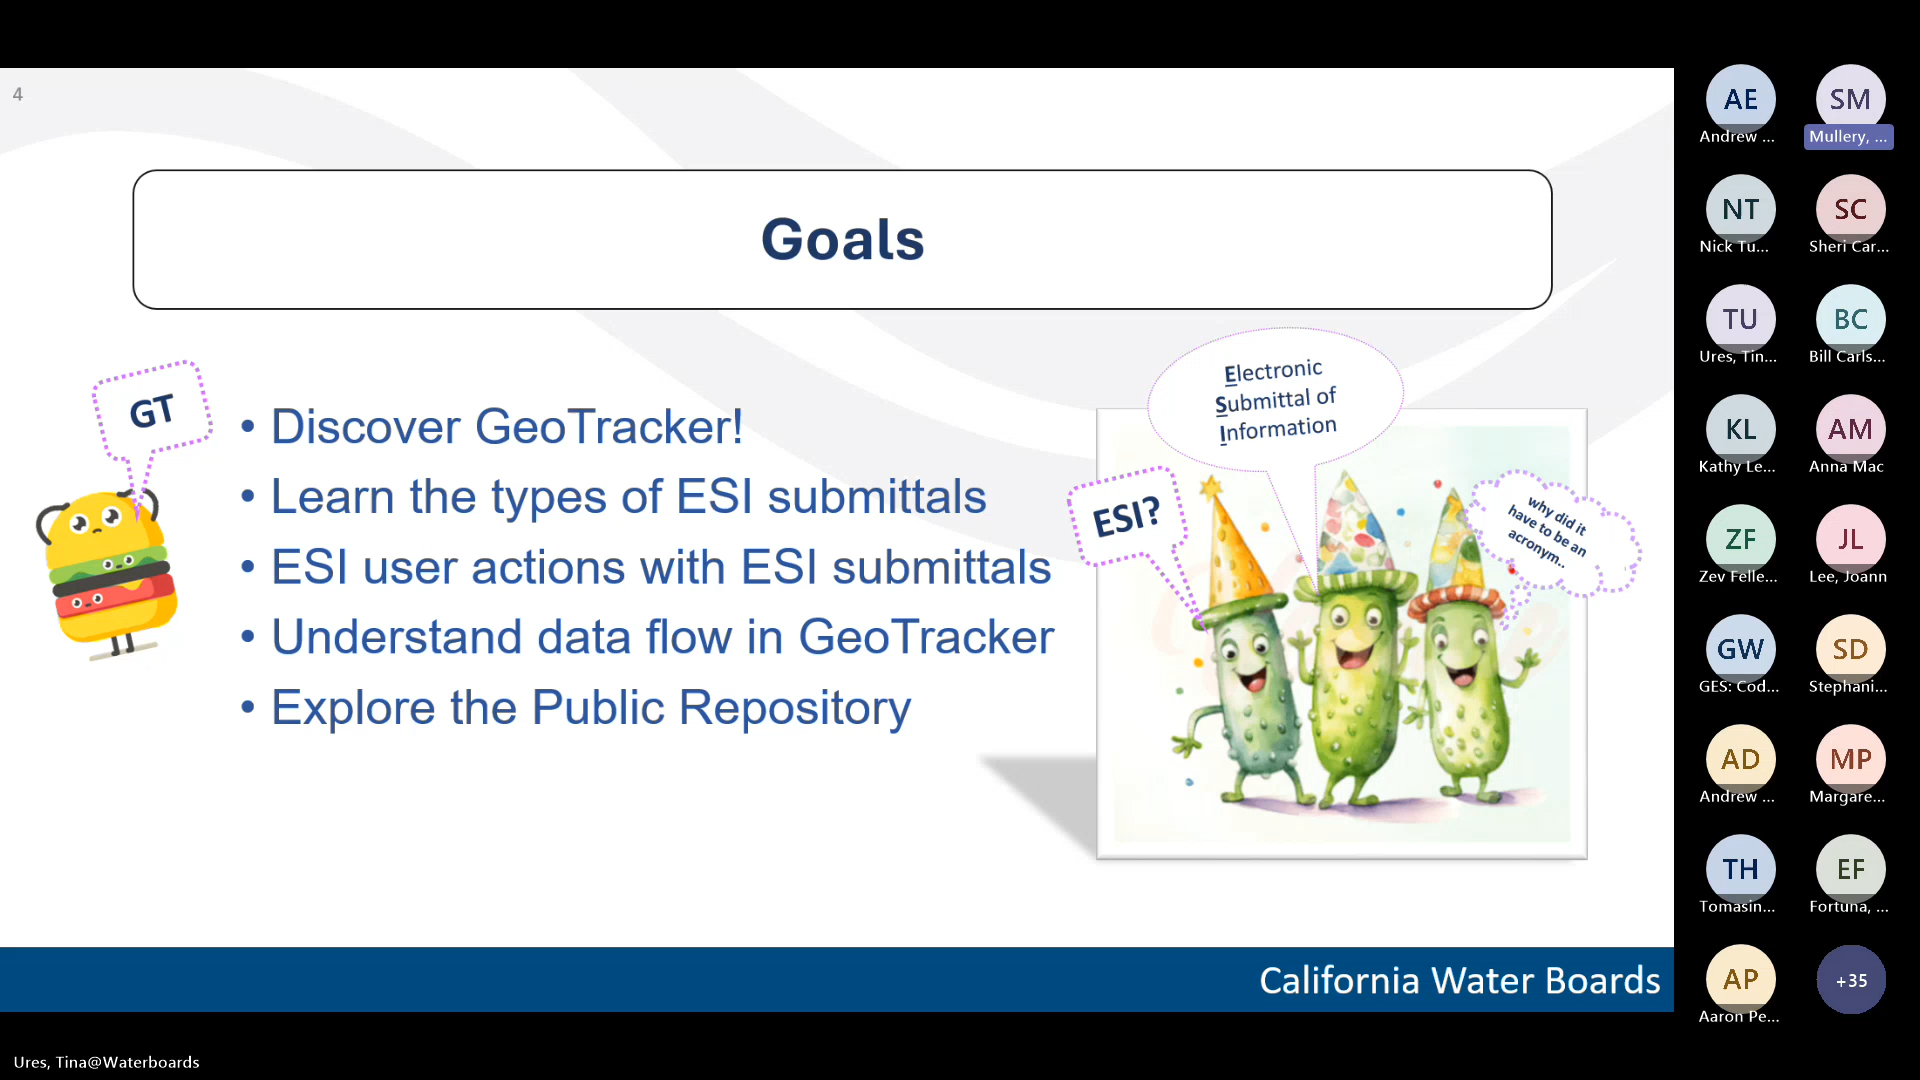 4
Goals
GT
• Discover GeoTracker!
• Learn the types of ESI submittals
• ESI user actions with ESI submittals
• Understand data flow in GeoTracker
• Explore the Public Repository
Electronic
Submittal of
Information
ESI?
why did it
have to be an
acronym..
California Water Boards
AE
Andrew ...
SM
Mullery, ...
NT
Nick Tu...
SC
Sheri Car...
TU
Ures, Tin...
BC
Bill Carls...
KL
Kathy Le...
AM
Anna Mac
ZF
Zev Felle...
JL
Lee, Joann
GW
GES: Cod...
SD
Stephani...
AD
Andrew ...
MP
Margare...
TH
Tomasin...
EF
Fortuna, ...
AP
Aaron Pe...
+35
Ures, Tina@Waterboards